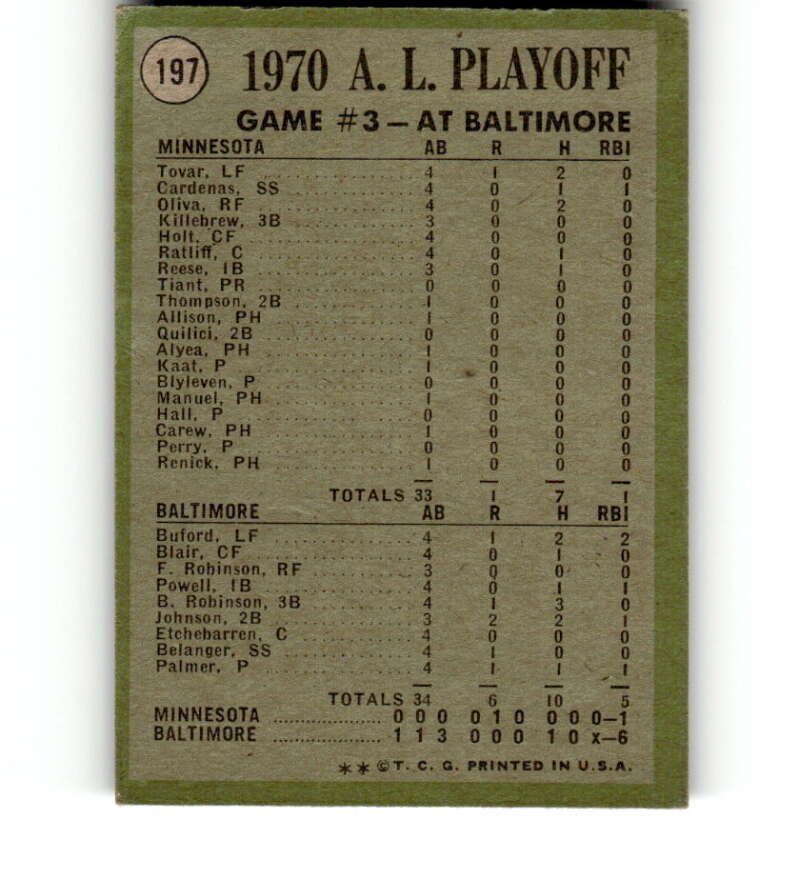 197 1970 A. L. PLAYOFF
GAME #3 – AT BALTIMORE
MINNESOTA AB R H RBI
Tovar, LF 4 1 2 0
Cardenas, SS 4 0 1 1
Oliva, RF 4 0 2 0
Killebrew, 3B 3 0 0 0
Holt, CF 4 0 0 0
Ratliff, C 4 0 1 0
Reese, 1B 3 0 1 0
Tiant, PR 0 0 0 0
Thompson, 2B 1 0 0 0
Allison, PH 1 0 0 0
Quilici, 2B 0 0 0 0
Alyea, PH 1 0 0 0
Kaat, P 1 0 0 0
Blyleven, P 0 0 0 0
Manuel, PH 1 0 0 0
Hall, P 0 0 0 0
Carew, PH 1 0 0 0
Perry, P 0 0 0 0
Renick, PH 1 0 0 0
TOTALS 33 1 7 1
BALTIMORE AB R H RBI
Buford, LF 4 1 2 2
Blair, CF 4 0 1 0
F. Robinson, RF 3 0 0 0
Powell, 1B 4 0 1 1
B. Robinson, 3B 4 1 3 0
Johnson, 2B 3 2 2 1
Etchebarren, C 4 0 0 0
Belanger, SS 4 1 0 0
Palmer, P 4 1 1 1
TOTALS 34 6 10 5
MINNESOTA 0 0 0 0 1 0 0 0 0–1
BALTIMORE 1 1 3 0 0 0 1 0 x–6
** © T. C. G. PRINTED IN U.S.A.